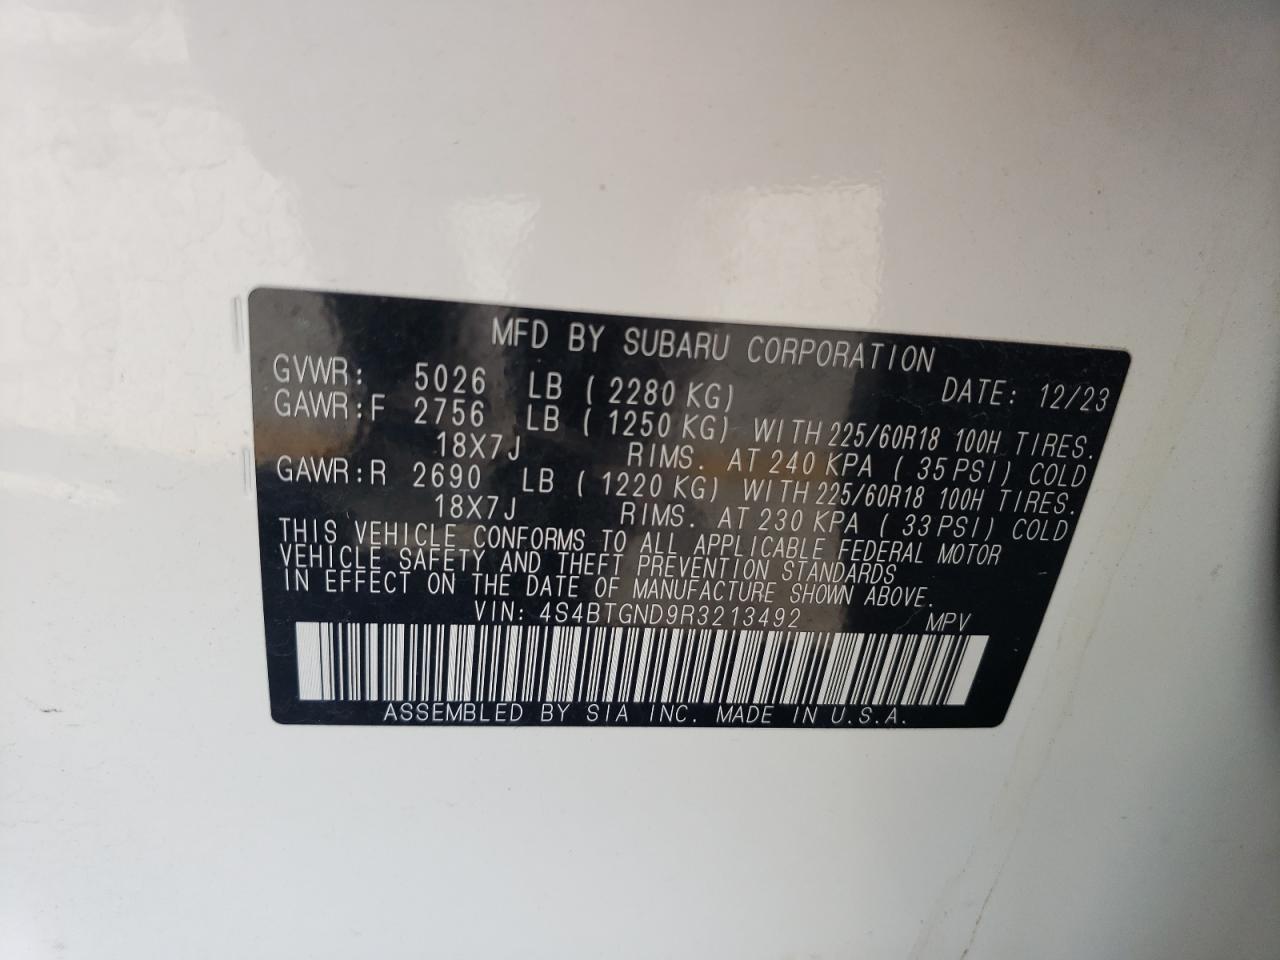 MFD BY SUBARU CORPORATION
GVWR: 5026 LB ( 2280 KG) DATE: 12/23
GAWR:F 2756 LB ( 1250 KG) WITH 225/60R18 100H TIRES.
18X7J RIMS. AT 240 KPA ( 35 PSI) COLD
GAWR:R 2690 LB ( 1220 KG) WITH 225/60R18 100H TIRES.
18X7J RIMS. AT 230 KPA ( 33 PSI) COLD
THIS VEHICLE CONFORMS TO ALL APPLICABLE FEDERAL MOTOR
VEHICLE SAFETY AND THEFT PREVENTION STANDARDS
IN EFFECT ON THE DATE OF MANUFACTURE SHOWN ABOVE.
VIN: 4S4BTGND9R3213492 MPV
ASSEMBLED BY SIA INC. MADE IN U.S.A.